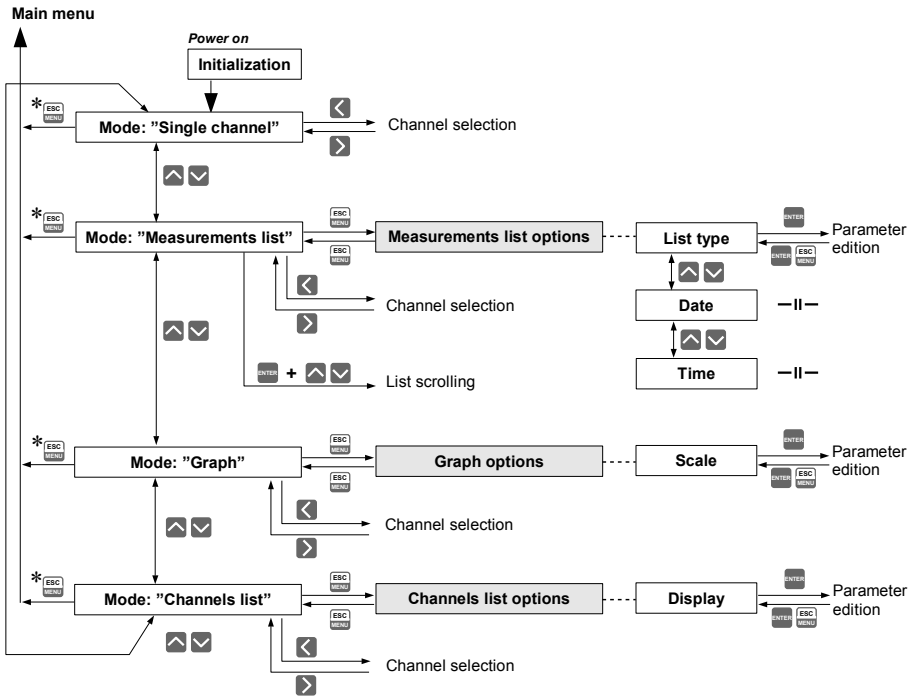 Main menu
Power on
Initialization
* ESC MENU
Mode: ”Single channel”
Channel selection
* ESC MENU
Mode: ”Measurements list”
ESC MENU
ESC MENU
Measurements list options
List type
ENTER
ENTER ESC MENU
Parameter
edition
Channel selection
Date
—II—
ENTER +
List scrolling
Time
—II—
* ESC MENU
Mode: ”Graph”
ESC MENU
ESC MENU
Graph options
Scale
ENTER
ENTER ESC MENU
Parameter
edition
Channel selection
* ESC MENU
Mode: ”Channels list”
ESC MENU
ESC MENU
Channels list options
Display
ENTER
ENTER ESC MENU
Parameter
edition
Channel selection